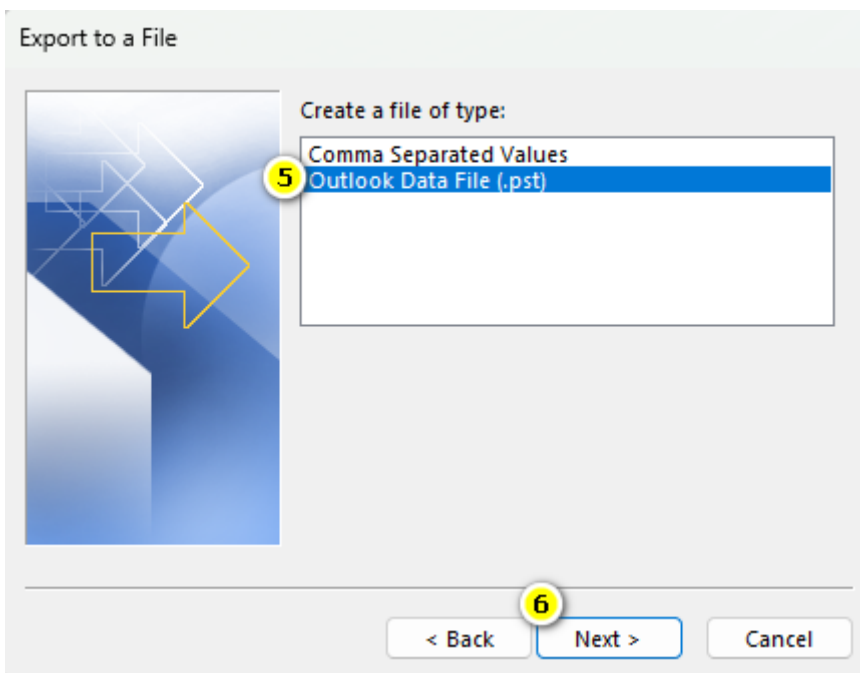 Export to a File
Create a file of type:
Comma Separated Values
5
Outlook Data File (.pst)
6
< Back
Next >
Cancel